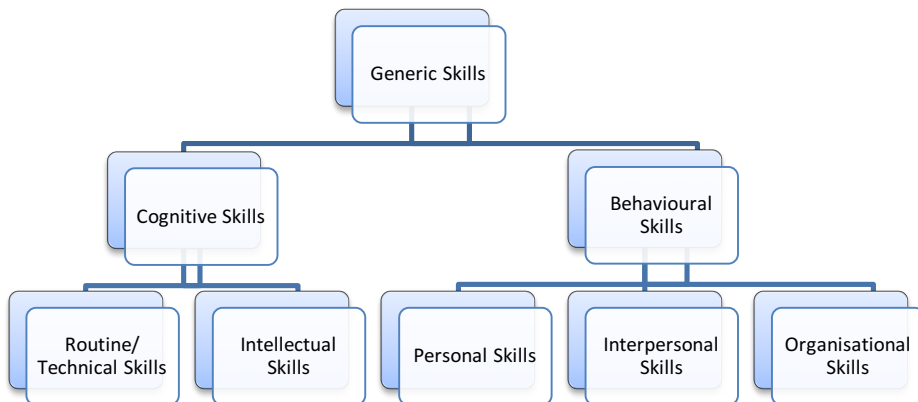 Generic Skills
Cognitive Skills
Behavioural
Skills
Routine/
Technical Skills
Intellectual
Skills
Personal Skills
Interpersonal
Skills
Organisational
Skills